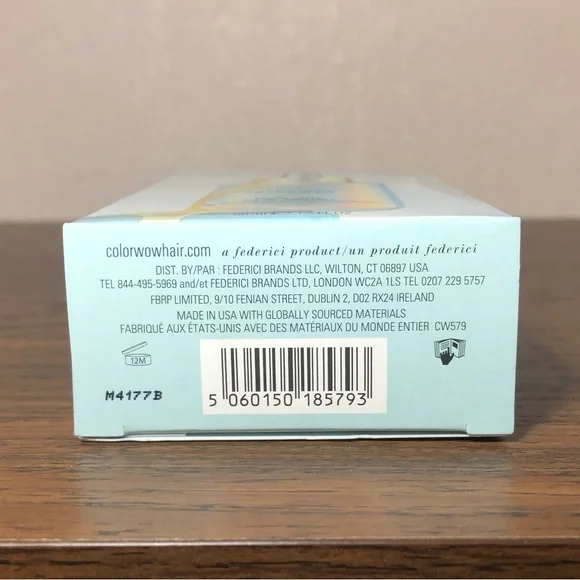 colorwowhair.com a federici product/un produit federici
DIST. BY/PAR : FEDERICI BRANDS LLC, WILTON, CT 06897 USA
TEL 844-495-5969 and/et FEDERICI BRANDS LTD, LONDON WC2A 1LS TEL 0207 229 5757
FBRP LIMITED, 9/10 FENIAN STREET, DUBLIN 2, D02 RX24 IRELAND
MADE IN USA WITH GLOBALLY SOURCED MATERIALS
FABRIQUÉ AUX ÉTATS-UNIS AVEC DES MATÉRIAUX DU MONDE ENTIER CW579
12M
M4177B
5 060150 185793